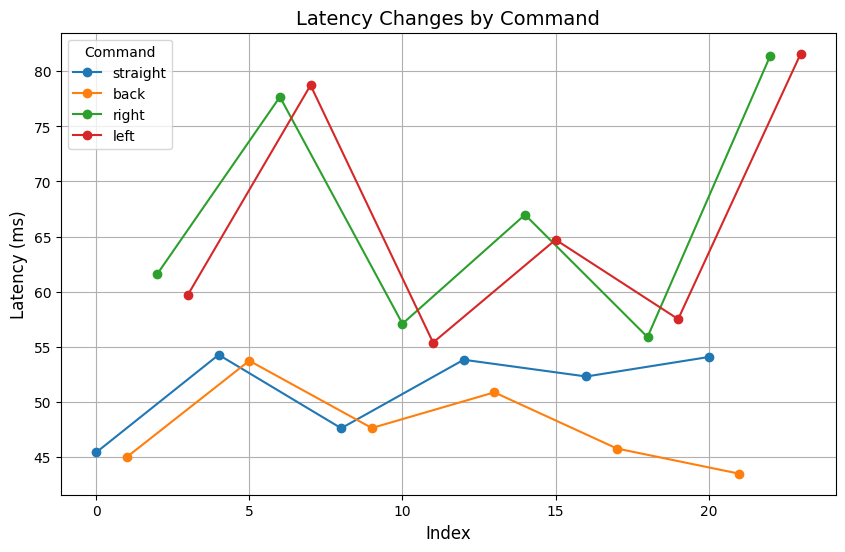 Latency Changes by Command
Command
straight
back
right
left
Latency (ms)
80
75
70
65
60
55
50
45
0 5 10 15 20
Index